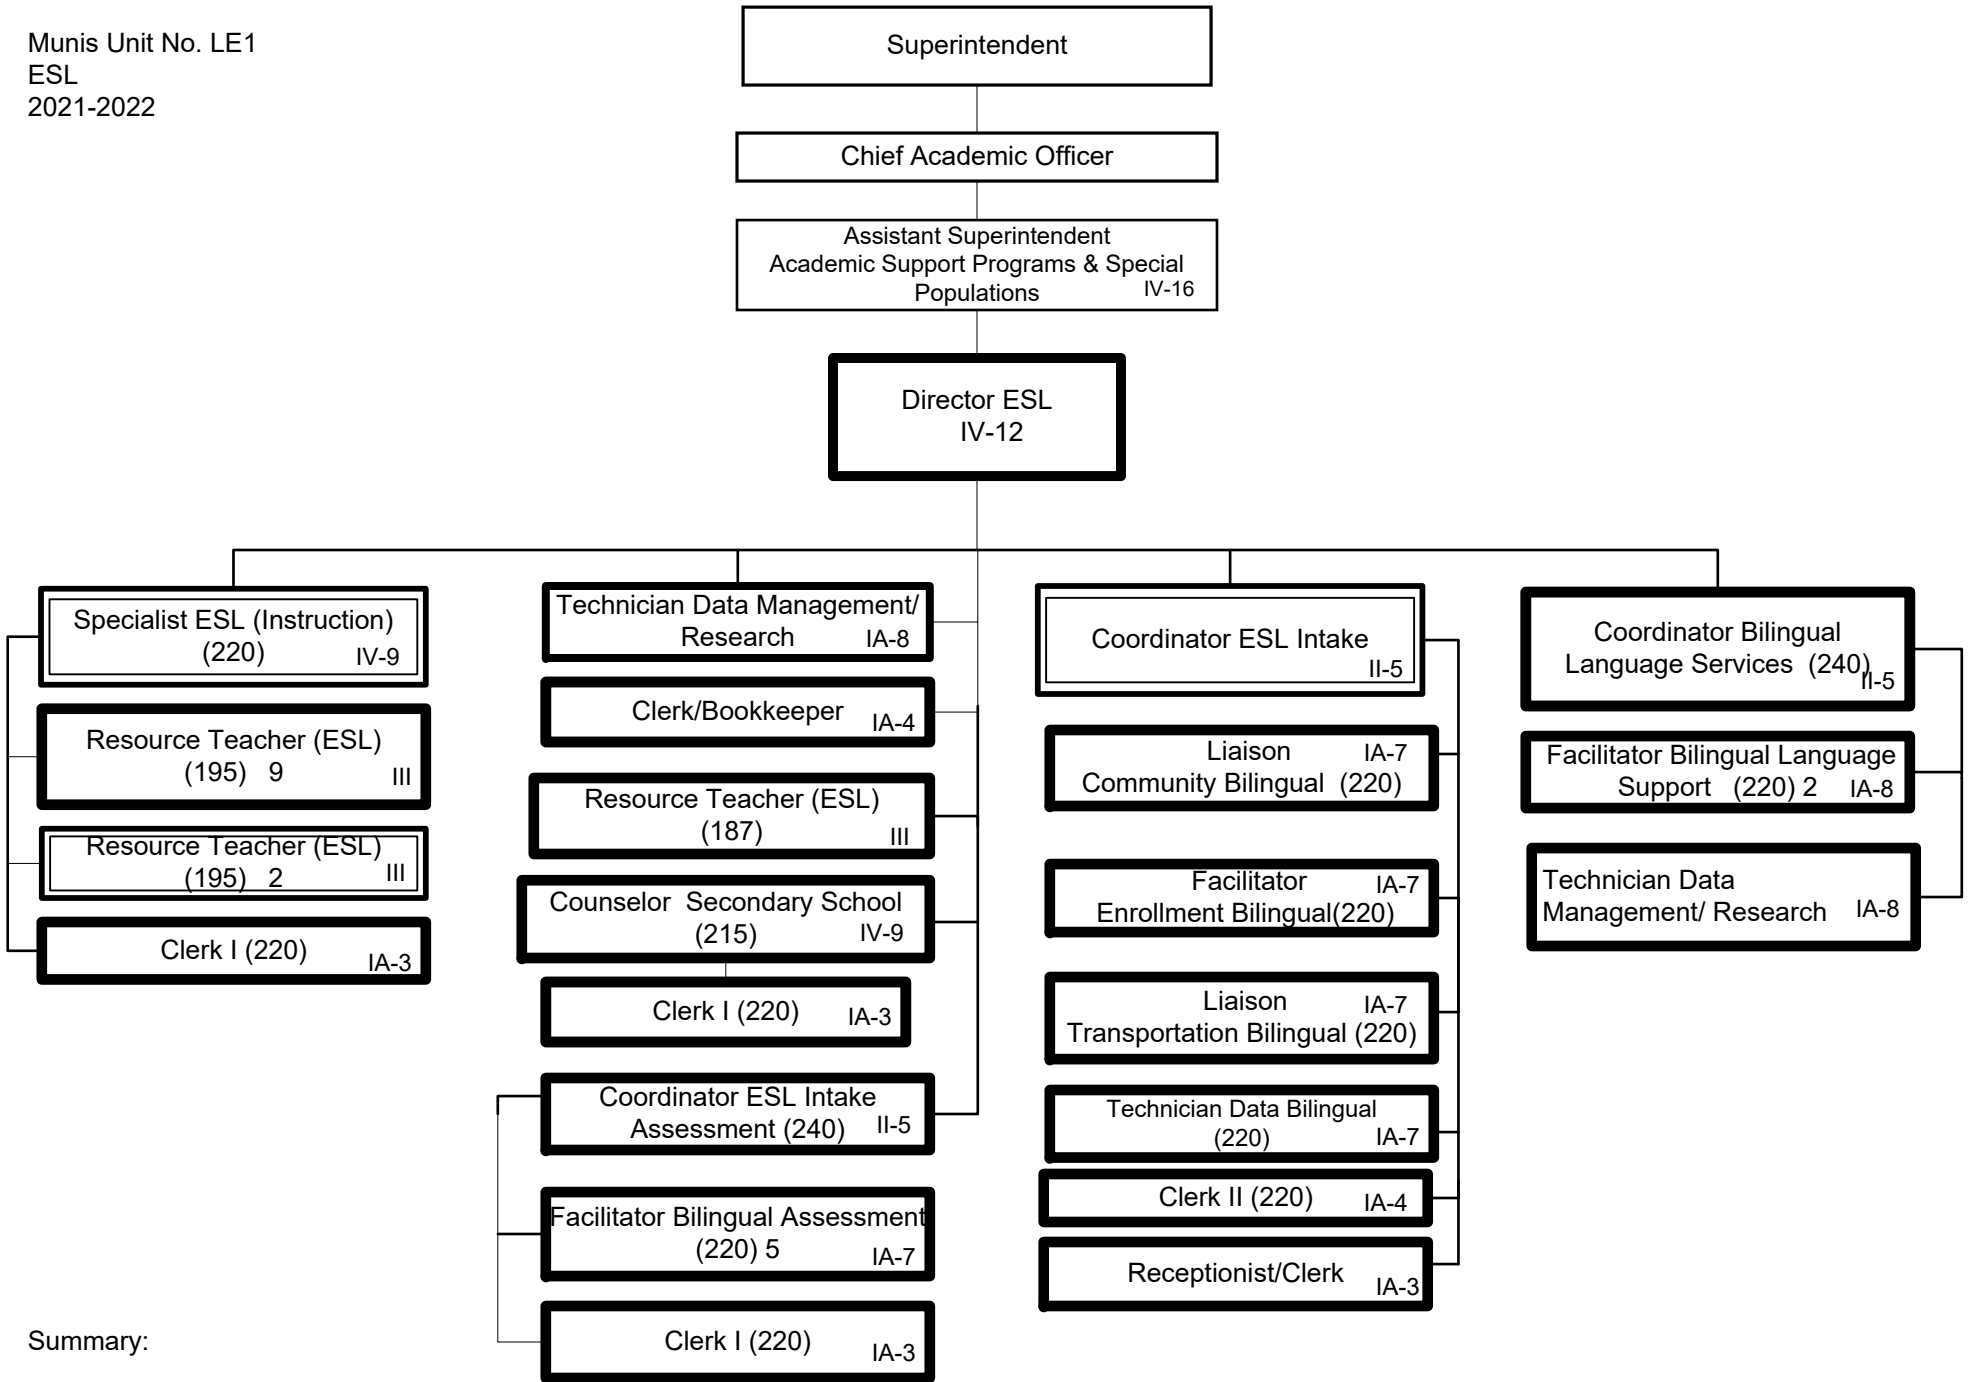 Munis Unit No. LE1
ESL
2021-2022
Superintendent
Chief Academic Officer
Assistant Superintendent
Academic Support Programs & Special
Populations IV-16
Director ESL
IV-12
Specialist ESL (Instruction)
(220) IV-9
Resource Teacher (ESL)
(195) 9 III
Resource Teacher (ESL)
(195) 2 III
Clerk I (220) IA-3
Technician Data Management/
Research IA-8
Clerk/Bookkeeper IA-4
Resource Teacher (ESL)
(187) III
Counselor Secondary School
(215) IV-9
Clerk I (220) IA-3
Coordinator ESL Intake
Assessment (240) II-5
Facilitator Bilingual Assessment
(220) 5 IA-7
Clerk I (220) IA-3
Coordinator ESL Intake
II-5
Liaison IA-7
Community Bilingual (220)
Facilitator IA-7
Enrollment Bilingual(220)
Liaison IA-7
Transportation Bilingual (220)
Technician Data Bilingual
(220) IA-7
Clerk II (220) IA-4
Receptionist/Clerk IA-3
Coordinator Bilingual
Language Services (240) II-5
Facilitator Bilingual Language
Support (220) 2 IA-8
Technician Data
Management/ Research IA-8
Summary: